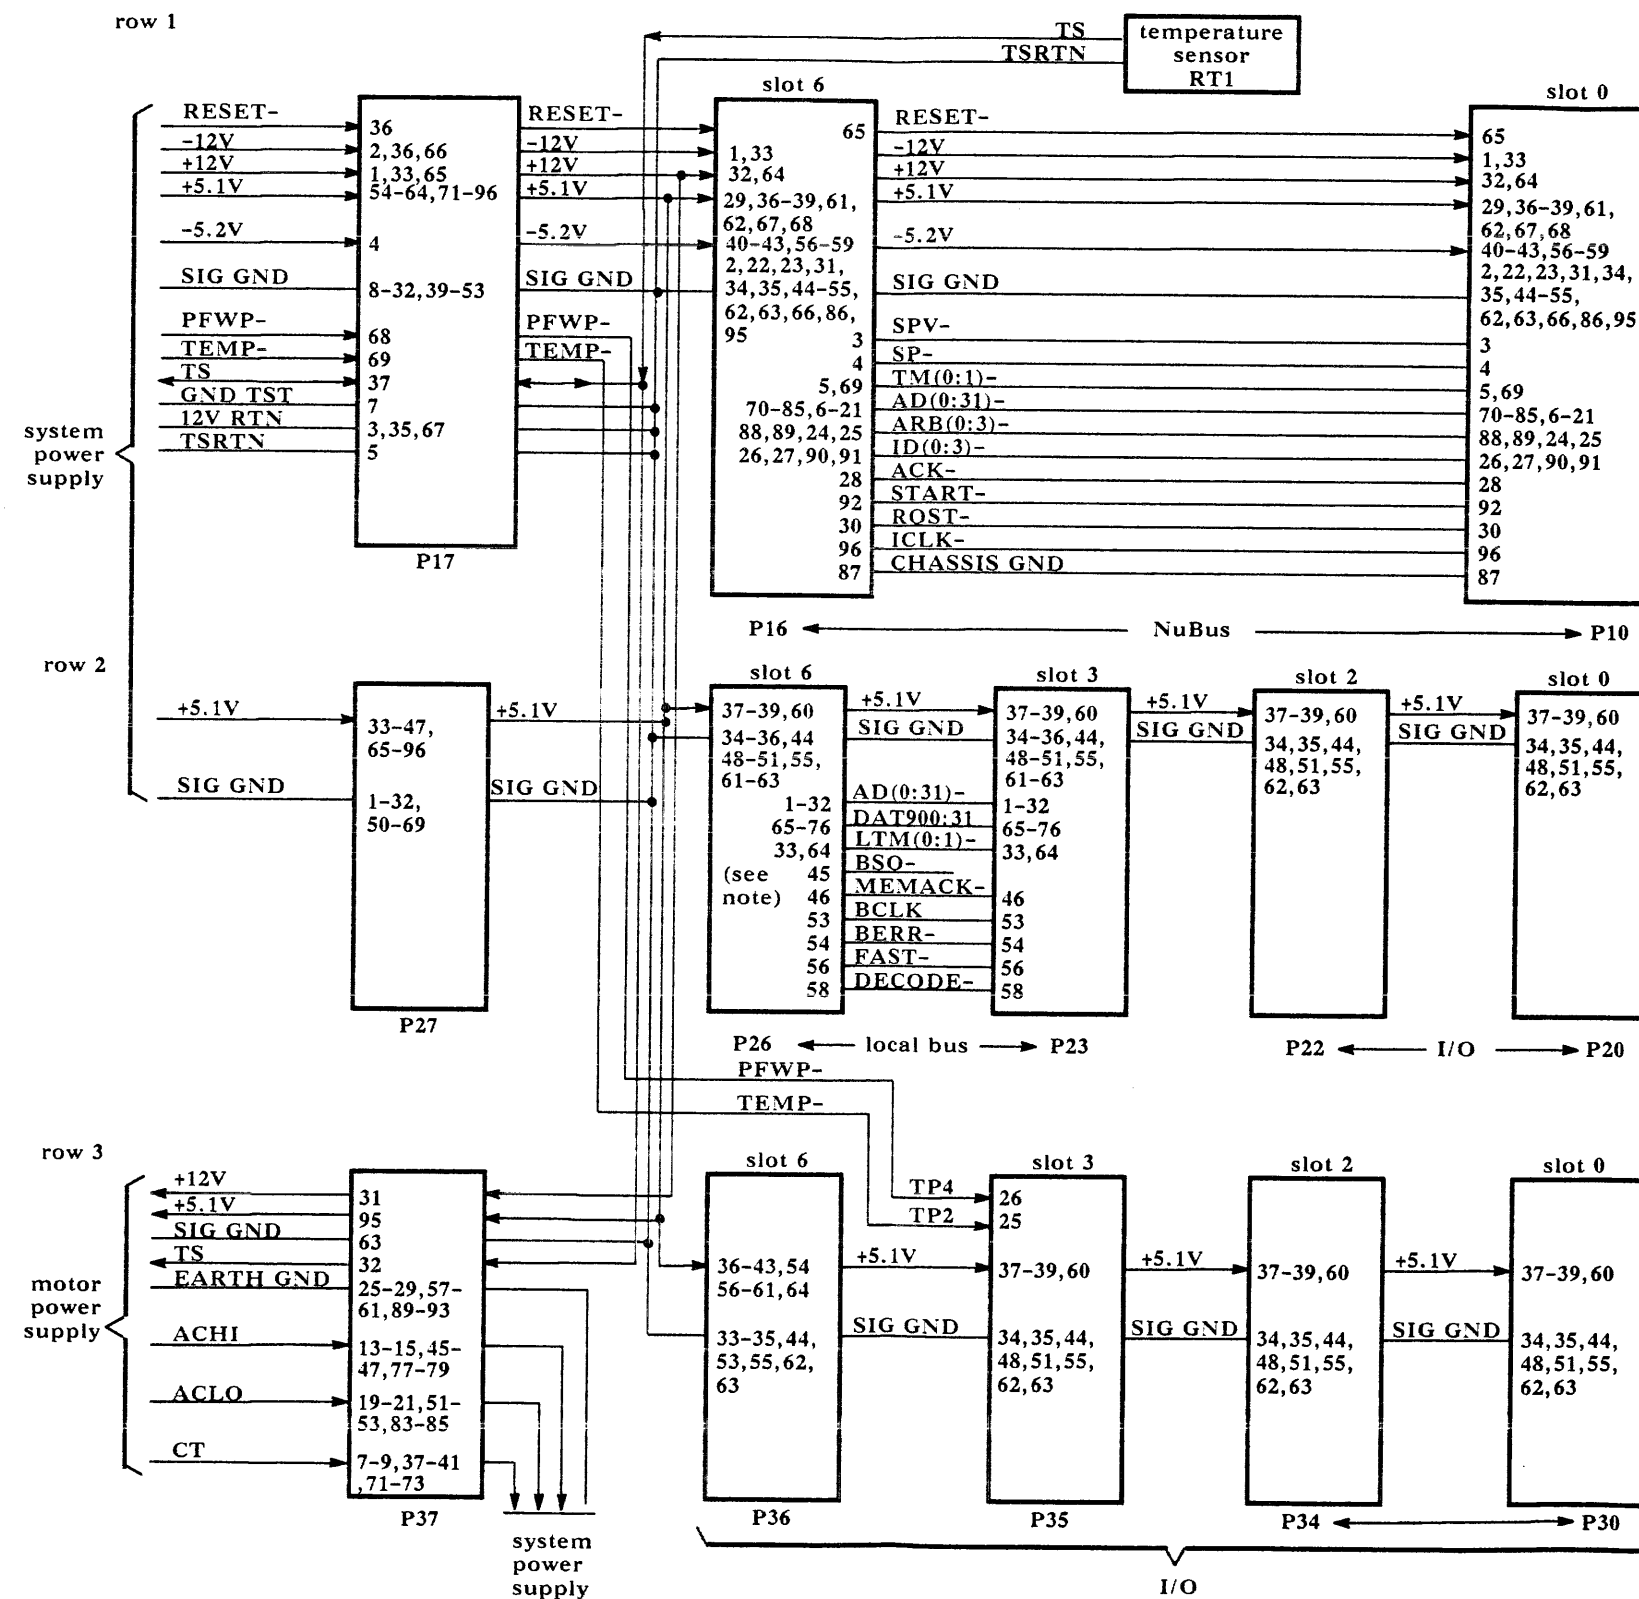 row 1
TS
TSRTN
temperature
sensor
RT1
slot 6
slot 0
RESET-
-12V
+12V
+5.1V
-5.2V
SIG GND
PFWP-
TEMP-
TS
GND TST
12V RTN
TSRTN
system
power
supply
36
2,36,66
1,33,65
54-64,71-96
4
8-32,39-53
68
69
37
7
3,35,67
5
P17
RESET-
-12V
+12V
+5.1V
-5.2V
SIG GND
PFWP-
TEMP-
65
1,33
32,64
29,36-39,61,
62,67,68
40-43,56-59
2,22,23,31,
34,35,44-55,
62,63,66,86,
95
3
4
5,69
70-85,6-21
88,89,24,25
26,27,90,91
28
92
30
96
87
RESET-
-12V
+12V
+5.1V
-5.2V
SIG GND
SPV-
SP-
TM(0:1)-
AD(0:31)-
ARB(0:3)-
ID(0:3)-
ACK-
START-
RQST-
ICLK-
CHASSIS GND
65
1,33
32,64
29,36-39,61,
62,67,68
40-43,56-59
2,22,23,31,34,
35,44-55,
62,63,66,86,95
3
4
5,69
70-85,6-21
88,89,24,25
26,27,90,91
28
92
30
96
87
P16
NuBus
P10
row 2
slot 6
slot 3
slot 2
slot 0
+5.1V
SIG GND
33-47,
65-96
1-32,
50-69
P27
+5.1V
SIG GND
37-39,60
34-36,44
48-51,55,
61-63
1-32
65-76
33,64
(see
note)
45
46
53
54
56
58
+5.1V
SIG GND
AD(0:31)-
DAT900:31
LTM(0:1)-
BSO-
MEMACK-
BCLK
BERR-
FAST-
DECODE-
37-39,60
34-36,44,
48-51,55,
61-63
1-32
65-76
33,64
46
53
54
56
58
+5.1V
SIG GND
37-39,60
34,35,44,
48,51,55,
62,63
+5.1V
SIG GND
37-39,60
34,35,44,
48,51,55,
62,63
P26
local bus
P23
P22
I/O
P20
PFWP-
TEMP-
row 3
slot 6
slot 3
slot 2
slot 0
+12V
+5.1V
SIG GND
TS
EARTH GND
ACHI
ACLO
CT
motor
power
supply
31
95
63
32
25-29,57-
61,89-93
13-15,45-
47,77-79
19-21,51-
53,83-85
7-9,37-41
,71-73
P37
system
power
supply
36-43,54
56-61,64
33-35,44,
53,55,62,
63
TP4
TP2
+5.1V
SIG GND
26
25
37-39,60
34,35,44,
48,51,55,
62,63
+5.1V
SIG GND
37-39,60
34,35,44,
48,51,55,
62,63
+5.1V
SIG GND
37-39,60
34,35,44,
48,51,55,
62,63
P36
P35
P34
P30
I/O